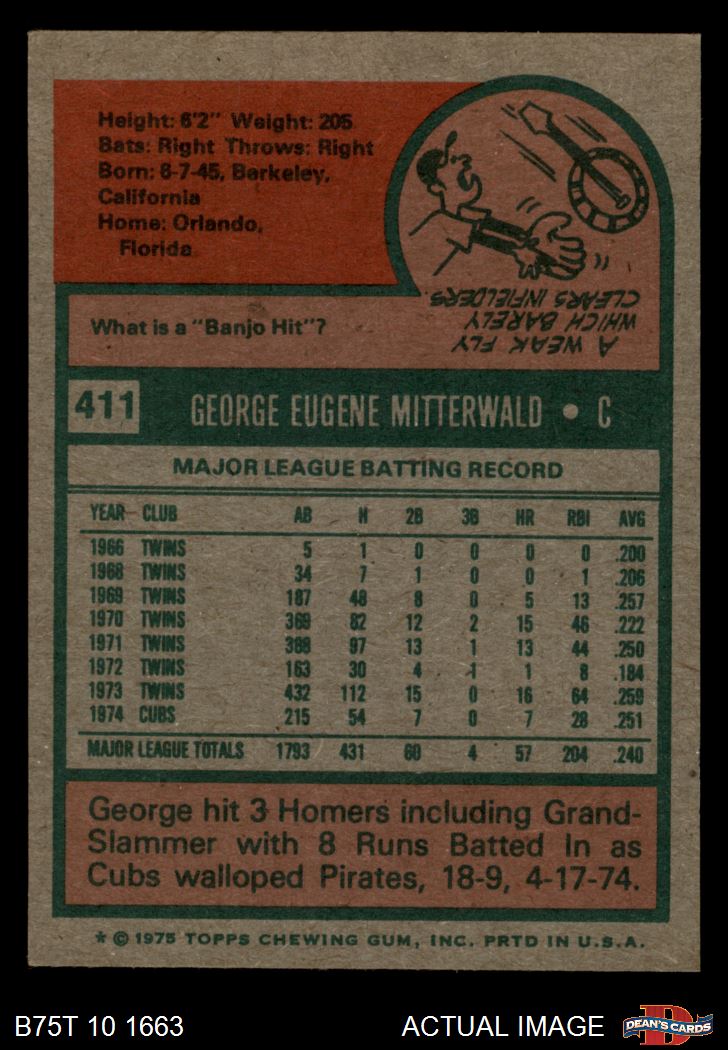 Height: 6'2" Weight: 205
Bats: Right Throws: Right
Born: 6-7-45, Berkeley,
California
Home: Orlando,
Florida
What is a "Banjo Hit"?
A WEAK FLY
WHICH BARELY
CLEARS INFIELDERS.
411 GEORGE EUGENE MITTERWALD • C
MAJOR LEAGUE BATTING RECORD
YEAR CLUB AB H 2B 3B HR RBI AVG
1966 TWINS 5 1 0 0 0 0 .200
1968 TWINS 34 7 1 0 0 1 .206
1969 TWINS 187 48 8 0 5 13 .257
1970 TWINS 369 82 12 2 15 46 .222
1971 TWINS 388 97 13 1 13 44 .250
1972 TWINS 163 30 4 1 1 8 .184
1973 TWINS 432 112 15 0 16 64 .259
1974 CUBS 215 54 7 0 7 28 .251
MAJOR LEAGUE TOTALS 1793 431 60 4 57 204 .240
George hit 3 Homers including Grand-
Slammer with 8 Runs Batted In as
Cubs walloped Pirates, 18-9, 4-17-74.
* © 1975 TOPPS CHEWING GUM, INC. PRTD IN U.S.A.
B75T 10 1663 ACTUAL IMAGE D DEAN'S CARDS